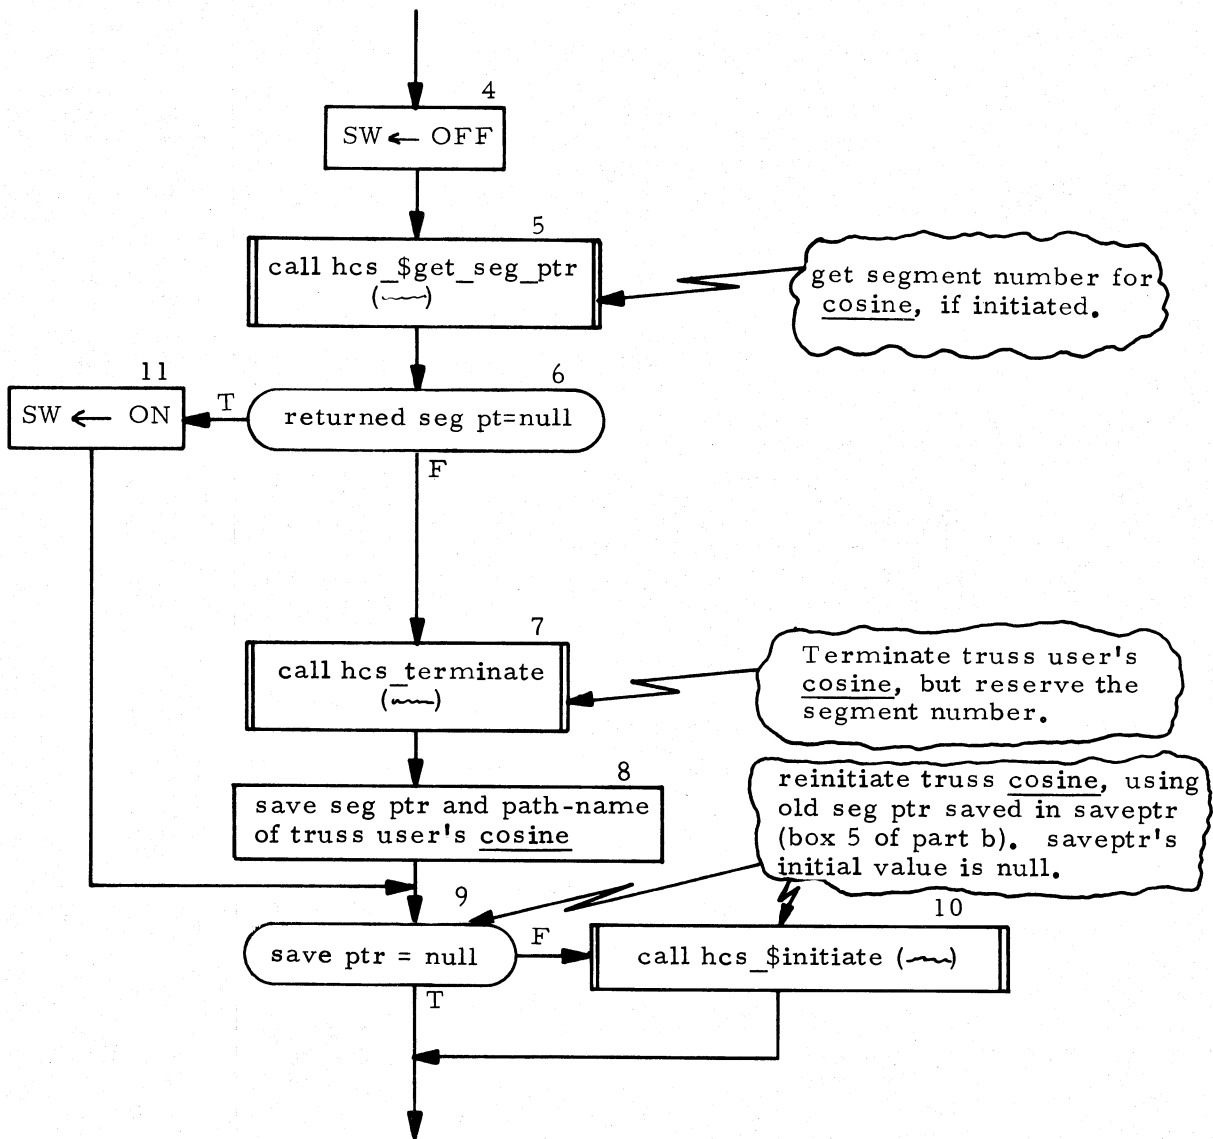 4
SW ← OFF
5
call hcs_$get_seg_ptr
( )
get segment number for
cosine, if initiated.
11
SW ← ON
T
6
returned seg pt=null
F
7
call hcs_terminate
( )
Terminate truss user's
cosine, but reserve the
segment number.
8
save seg ptr and path-name
of truss user's cosine
reinitiate truss cosine, using
old seg ptr saved in saveptr
(box 5 of part b). saveptr's
initial value is null.
9
save ptr = null
F
T
10
call hcs_$initiate ( )